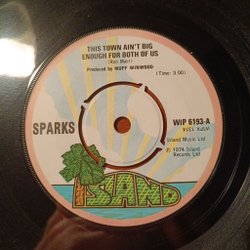 THIS TOWN AIN'T BIG
ENOUGH FOR BOTH OF US
(Ron Mael)
Produced by MUFF WINWOOD
(Time: 3.00)
SPARKS
WIP 6193-A
Island Music Ltd
℗ 1974 Island
Records Ltd
ISLAND